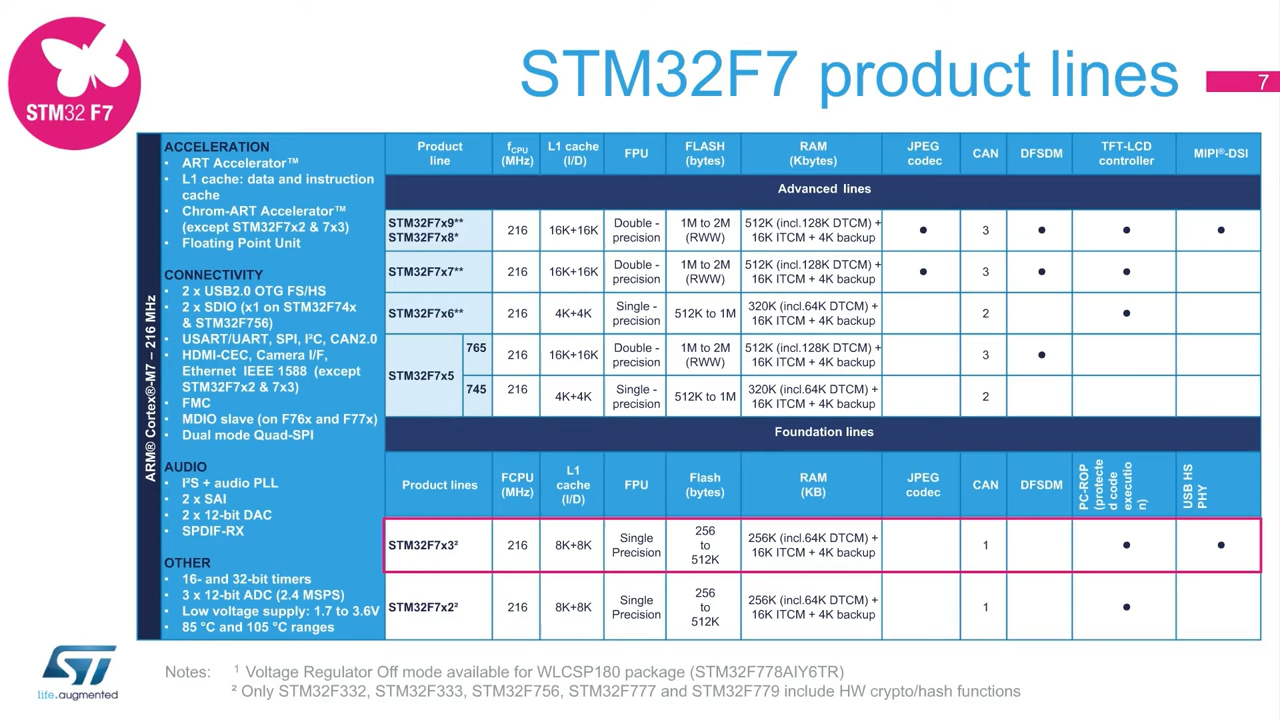 STM32 F7
STM32F7 product lines
7
ARM® Cortex®-M7 – 216 MHz
ACCELERATION
• ART Accelerator™
• L1 cache: data and instruction
cache
• Chrom-ART Accelerator™
(except STM32F7x2 & 7x3)
• Floating Point Unit
CONNECTIVITY
• 2 x USB2.0 OTG FS/HS
• 2 x SDIO (x1 on STM32F74x
& STM32F756)
• USART/UART, SPI, I²C, CAN2.0
• HDMI-CEC, Camera I/F,
Ethernet IEEE 1588 (except
STM32F7x2 & 7x3)
• FMC
• MDIO slave (on F76x and F77x)
• Dual mode Quad-SPI
AUDIO
• I²S + audio PLL
• 2 x SAI
• 2 x 12-bit DAC
• SPDIF-RX
OTHER
• 16- and 32-bit timers
• 3 x 12-bit ADC (2.4 MSPS)
• Low voltage supply: 1.7 to 3.6V
• 85 °C and 105 °C ranges
Product
line
fCPU
(MHz)
L1 cache
(I/D)
FPU
FLASH
(bytes)
RAM
(Kbytes)
JPEG
codec
CAN
DFSDM
TFT-LCD
controller
MIPI®-DSI
Advanced lines
STM32F7x9**
STM32F7x8*
216
16K+16K
Double -
precision
1M to 2M
(RWW)
512K (incl.128K DTCM) +
16K ITCM + 4K backup
●
3
●
●
●
STM32F7x7**
216
16K+16K
Double -
precision
1M to 2M
(RWW)
512K (incl.128K DTCM) +
16K ITCM + 4K backup
●
3
●
●
STM32F7x6**
216
4K+4K
Single -
precision
512K to 1M
320K (incl.64K DTCM) +
16K ITCM + 4K backup
2
●
STM32F7x5
765
216
16K+16K
Double -
precision
1M to 2M
(RWW)
512K (incl.128K DTCM) +
16K ITCM + 4K backup
3
●
745
216
4K+4K
Single -
precision
512K to 1M
320K (incl.64K DTCM) +
16K ITCM + 4K backup
2
Foundation lines
Product lines
FCPU
(MHz)
L1
cache
(I/D)
FPU
Flash
(bytes)
RAM
(KB)
JPEG
codec
CAN
DFSDM
PC-ROP
(protecte
d code
executio
n)
USB HS
PHY
STM32F7x3²
216
8K+8K
Single
Precision
256
to
512K
256K (incl.64K DTCM) +
16K ITCM + 4K backup
1
●
●
STM32F7x2²
216
8K+8K
Single
Precision
256
to
512K
256K (incl.64K DTCM) +
16K ITCM + 4K backup
1
●
ST
life.augmented
Notes: ¹ Voltage Regulator Off mode available for WLCSP180 package (STM32F778AIY6TR)
² Only STM32F332, STM32F333, STM32F756, STM32F777 and STM32F779 include HW crypto/hash functions